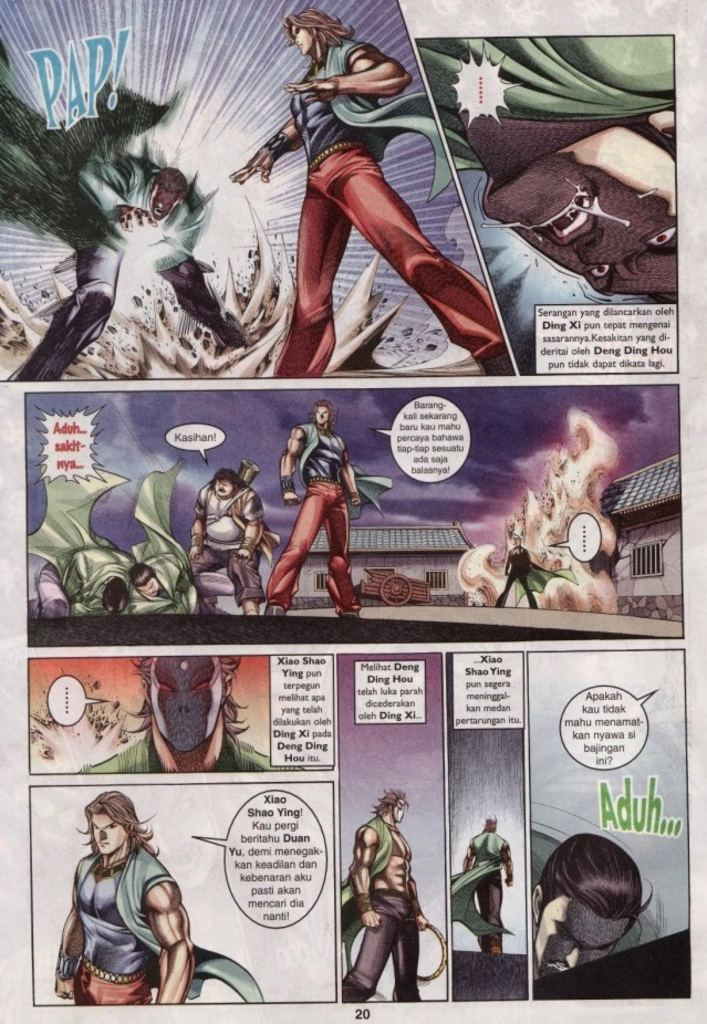 PAP!
......
Serangan yang dilancarkan oleh
Ding Xi pun tepat mengenai
sasarannya.Kesakitan yang di-
deritai oleh Deng Ding Hou
pun tidak dapat dikata lagi.
Aduh...
sakit-
nya...
Kasihan!
Barang-
kali sekarang
baru kau mahu
percaya bahawa
tiap-tiap sesuatu
ada saja
balasnya!
......
......
Xiao Shao
Ying pun
terpegun
melihat apa
yang telah
dilakukan oleh
Ding Xi pada
Deng Ding
Hou itu.
Xiao
Shao Ying!
Kau pergi
beritahu Duan
Yu, demi menegak-
kan keadilan dan
kebenaran aku
pasti akan
mencari dia
nanti!
Melihat Deng
Ding Hou
telah luka parah
dicederakan
oleh Ding Xi...
...Xiao
Shao Ying
pun segera
meninggal-
kan medan
pertarungan itu.
Apakah
kau tidak
mahu menamat-
kan nyawa si
bajingan
ini?
Aduh...
20